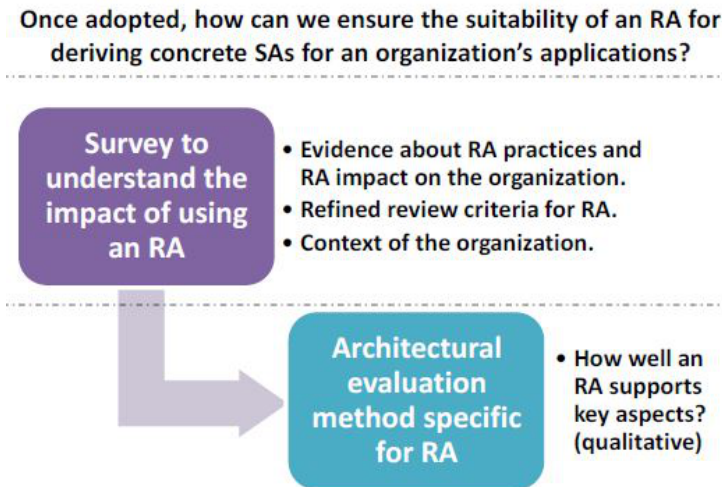 Once adopted, how can we ensure the suitability of an RA for
deriving concrete SAs for an organization's applications?
Survey to
understand the
impact of using
an RA
• Evidence about RA practices and
RA impact on the organization.
• Refined review criteria for RA.
• Context of the organization.
Architectural
evaluation
method specific
for RA
• How well an
RA supports
key aspects?
(qualitative)